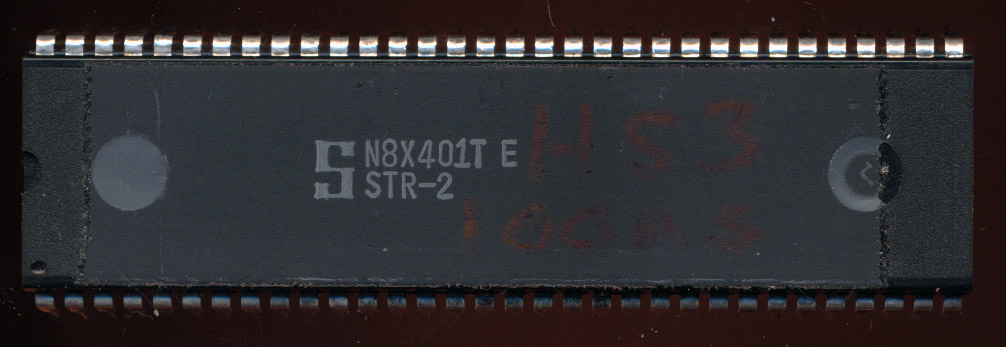 N8X401T E
STR-2
HS3
100ns